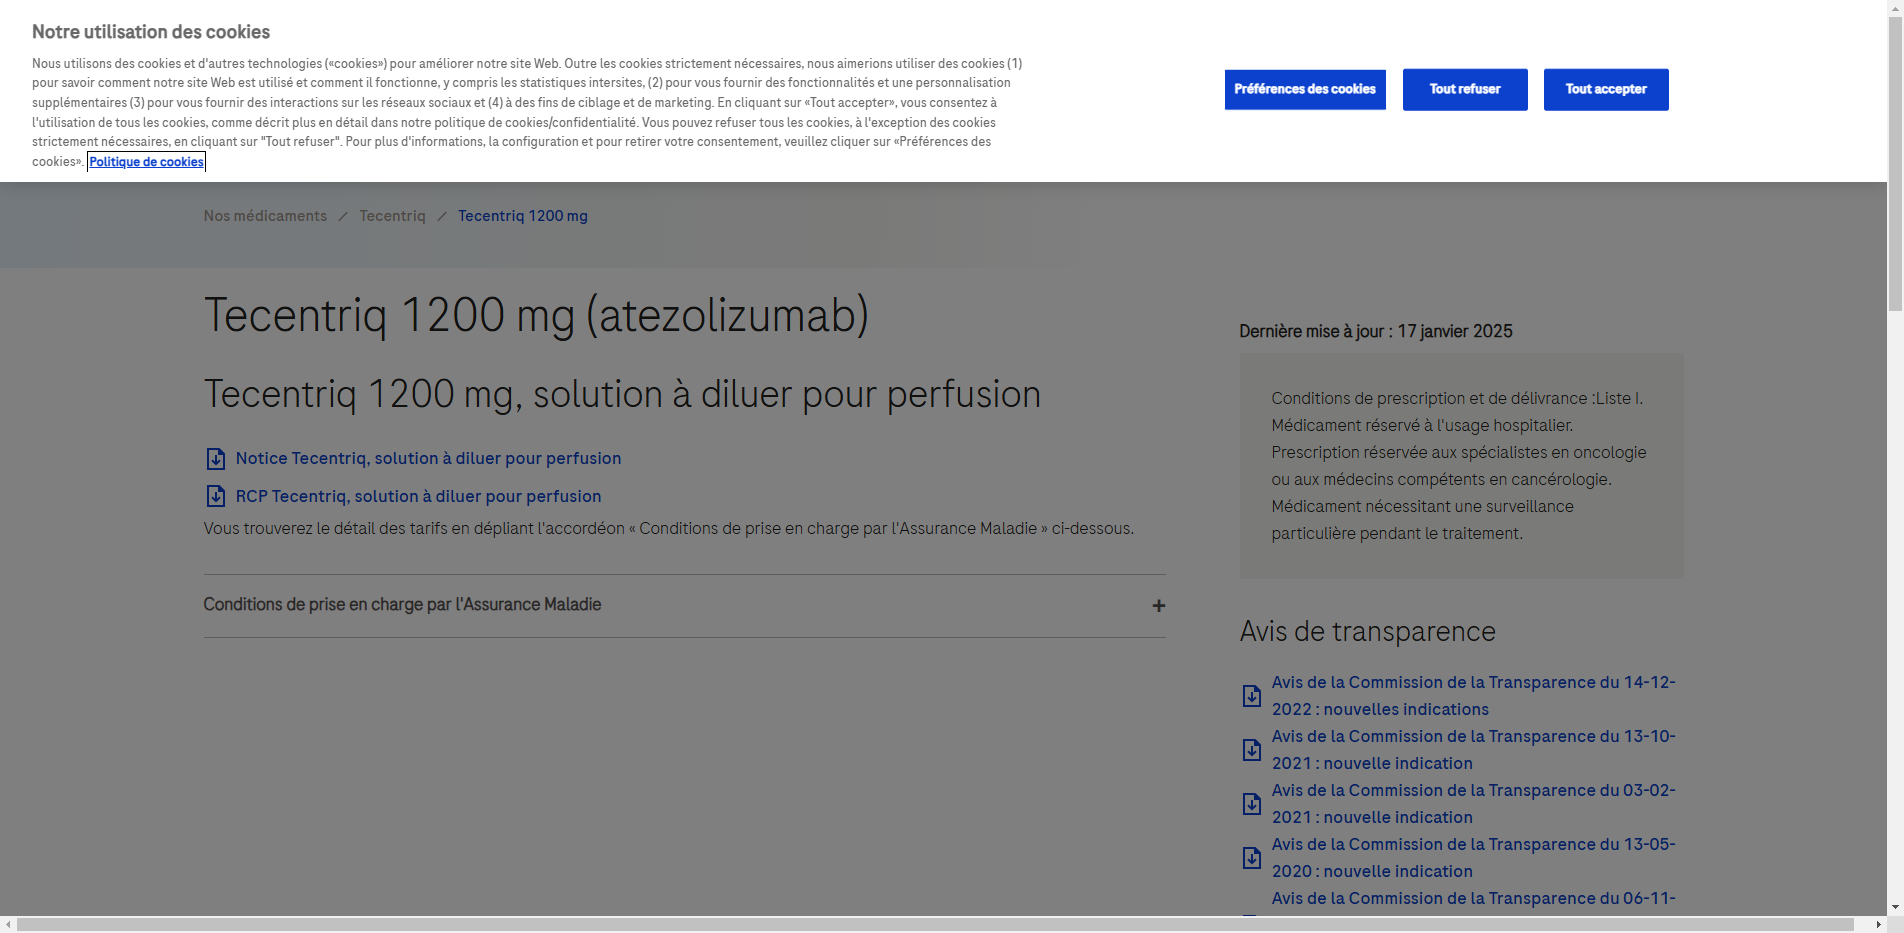 Notre utilisation des cookies
Nous utilisons des cookies et d'autres technologies («cookies») pour améliorer notre site Web. Outre les cookies strictement nécessaires, nous aimerions utiliser des cookies (1)
pour savoir comment notre site Web est utilisé et comment il fonctionne, y compris les statistiques intersites, (2) pour vous fournir des fonctionnalités et une personnalisation
supplémentaires (3) pour vous fournir des interactions sur les réseaux sociaux et (4) à des fins de ciblage et de marketing. En cliquant sur «Tout accepter», vous consentez à
l'utilisation de tous les cookies, comme décrit plus en détail dans notre politique de cookies/confidentialité. Vous pouvez refuser tous les cookies, à l'exception des cookies
strictement nécessaires, en cliquant sur "Tout refuser". Pour plus d'informations, la configuration et pour retirer votre consentement, veuillez cliquer sur «Préférences des
cookies». Politique de cookies
Préférences des cookies
Tout refuser
Tout accepter
Nos médicaments / Tecentriq / Tecentriq 1200 mg
Tecentriq 1200 mg (atezolizumab)
Tecentriq 1200 mg, solution à diluer pour perfusion
Notice Tecentriq, solution à diluer pour perfusion
RCP Tecentriq, solution à diluer pour perfusion
Vous trouverez le détail des tarifs en dépliant l'accordéon « Conditions de prise en charge par l'Assurance Maladie » ci-dessous.
Conditions de prise en charge par l'Assurance Maladie +
Dernière mise à jour : 17 janvier 2025
Conditions de prescription et de délivrance :Liste I.
Médicament réservé à l'usage hospitalier.
Prescription réservée aux spécialistes en oncologie
ou aux médecins compétents en cancérologie.
Médicament nécessitant une surveillance
particulière pendant le traitement.
Avis de transparence
Avis de la Commission de la Transparence du 14-12-
2022 : nouvelles indications
Avis de la Commission de la Transparence du 13-10-
2021 : nouvelle indication
Avis de la Commission de la Transparence du 03-02-
2021 : nouvelle indication
Avis de la Commission de la Transparence du 13-05-
2020 : nouvelle indication
Avis de la Commission de la Transparence du 06-11-